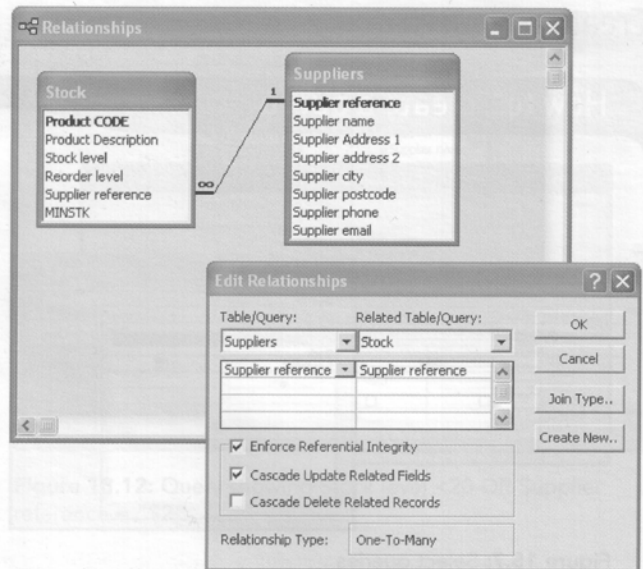 Relationships
Stock
Product CODE
Product Description
Stock level
Reorder level
Supplier reference
MINSTK
∞
1
Suppliers
Supplier reference
Supplier name
Supplier Address 1
Supplier address 2
Supplier city
Supplier postcode
Supplier phone
Supplier email
Edit Relationships
Table/Query:
Related Table/Query:
Suppliers
Stock
Supplier reference
Supplier reference
Enforce Referential Integrity
Cascade Update Related Fields
Cascade Delete Related Records
Relationship Type:
One-To-Many
OK
Cancel
Join Type..
Create New..